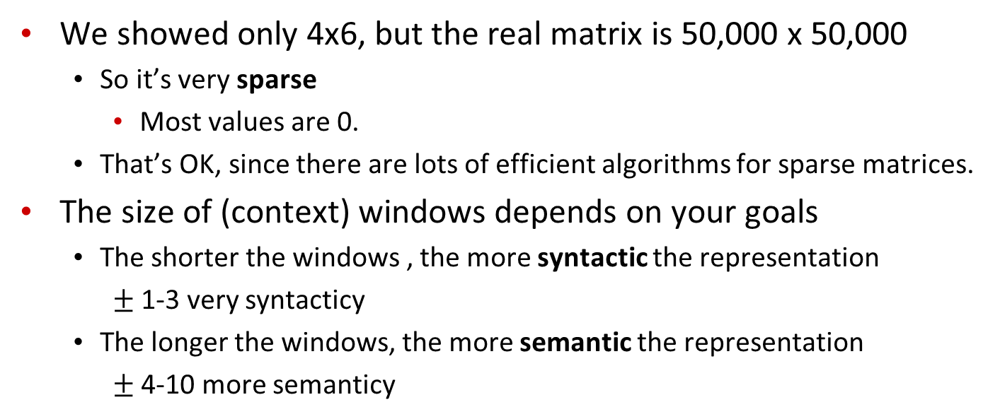 • We showed only 4x6, but the real matrix is 50,000 x 50,000
• So it's very sparse
• Most values are 0.
• That's OK, since there are lots of efficient algorithms for sparse matrices.
• The size of (context) windows depends on your goals
• The shorter the windows , the more syntactic the representation
± 1-3 very syntacticy
• The longer the windows, the more semantic the representation
± 4-10 more semanticy